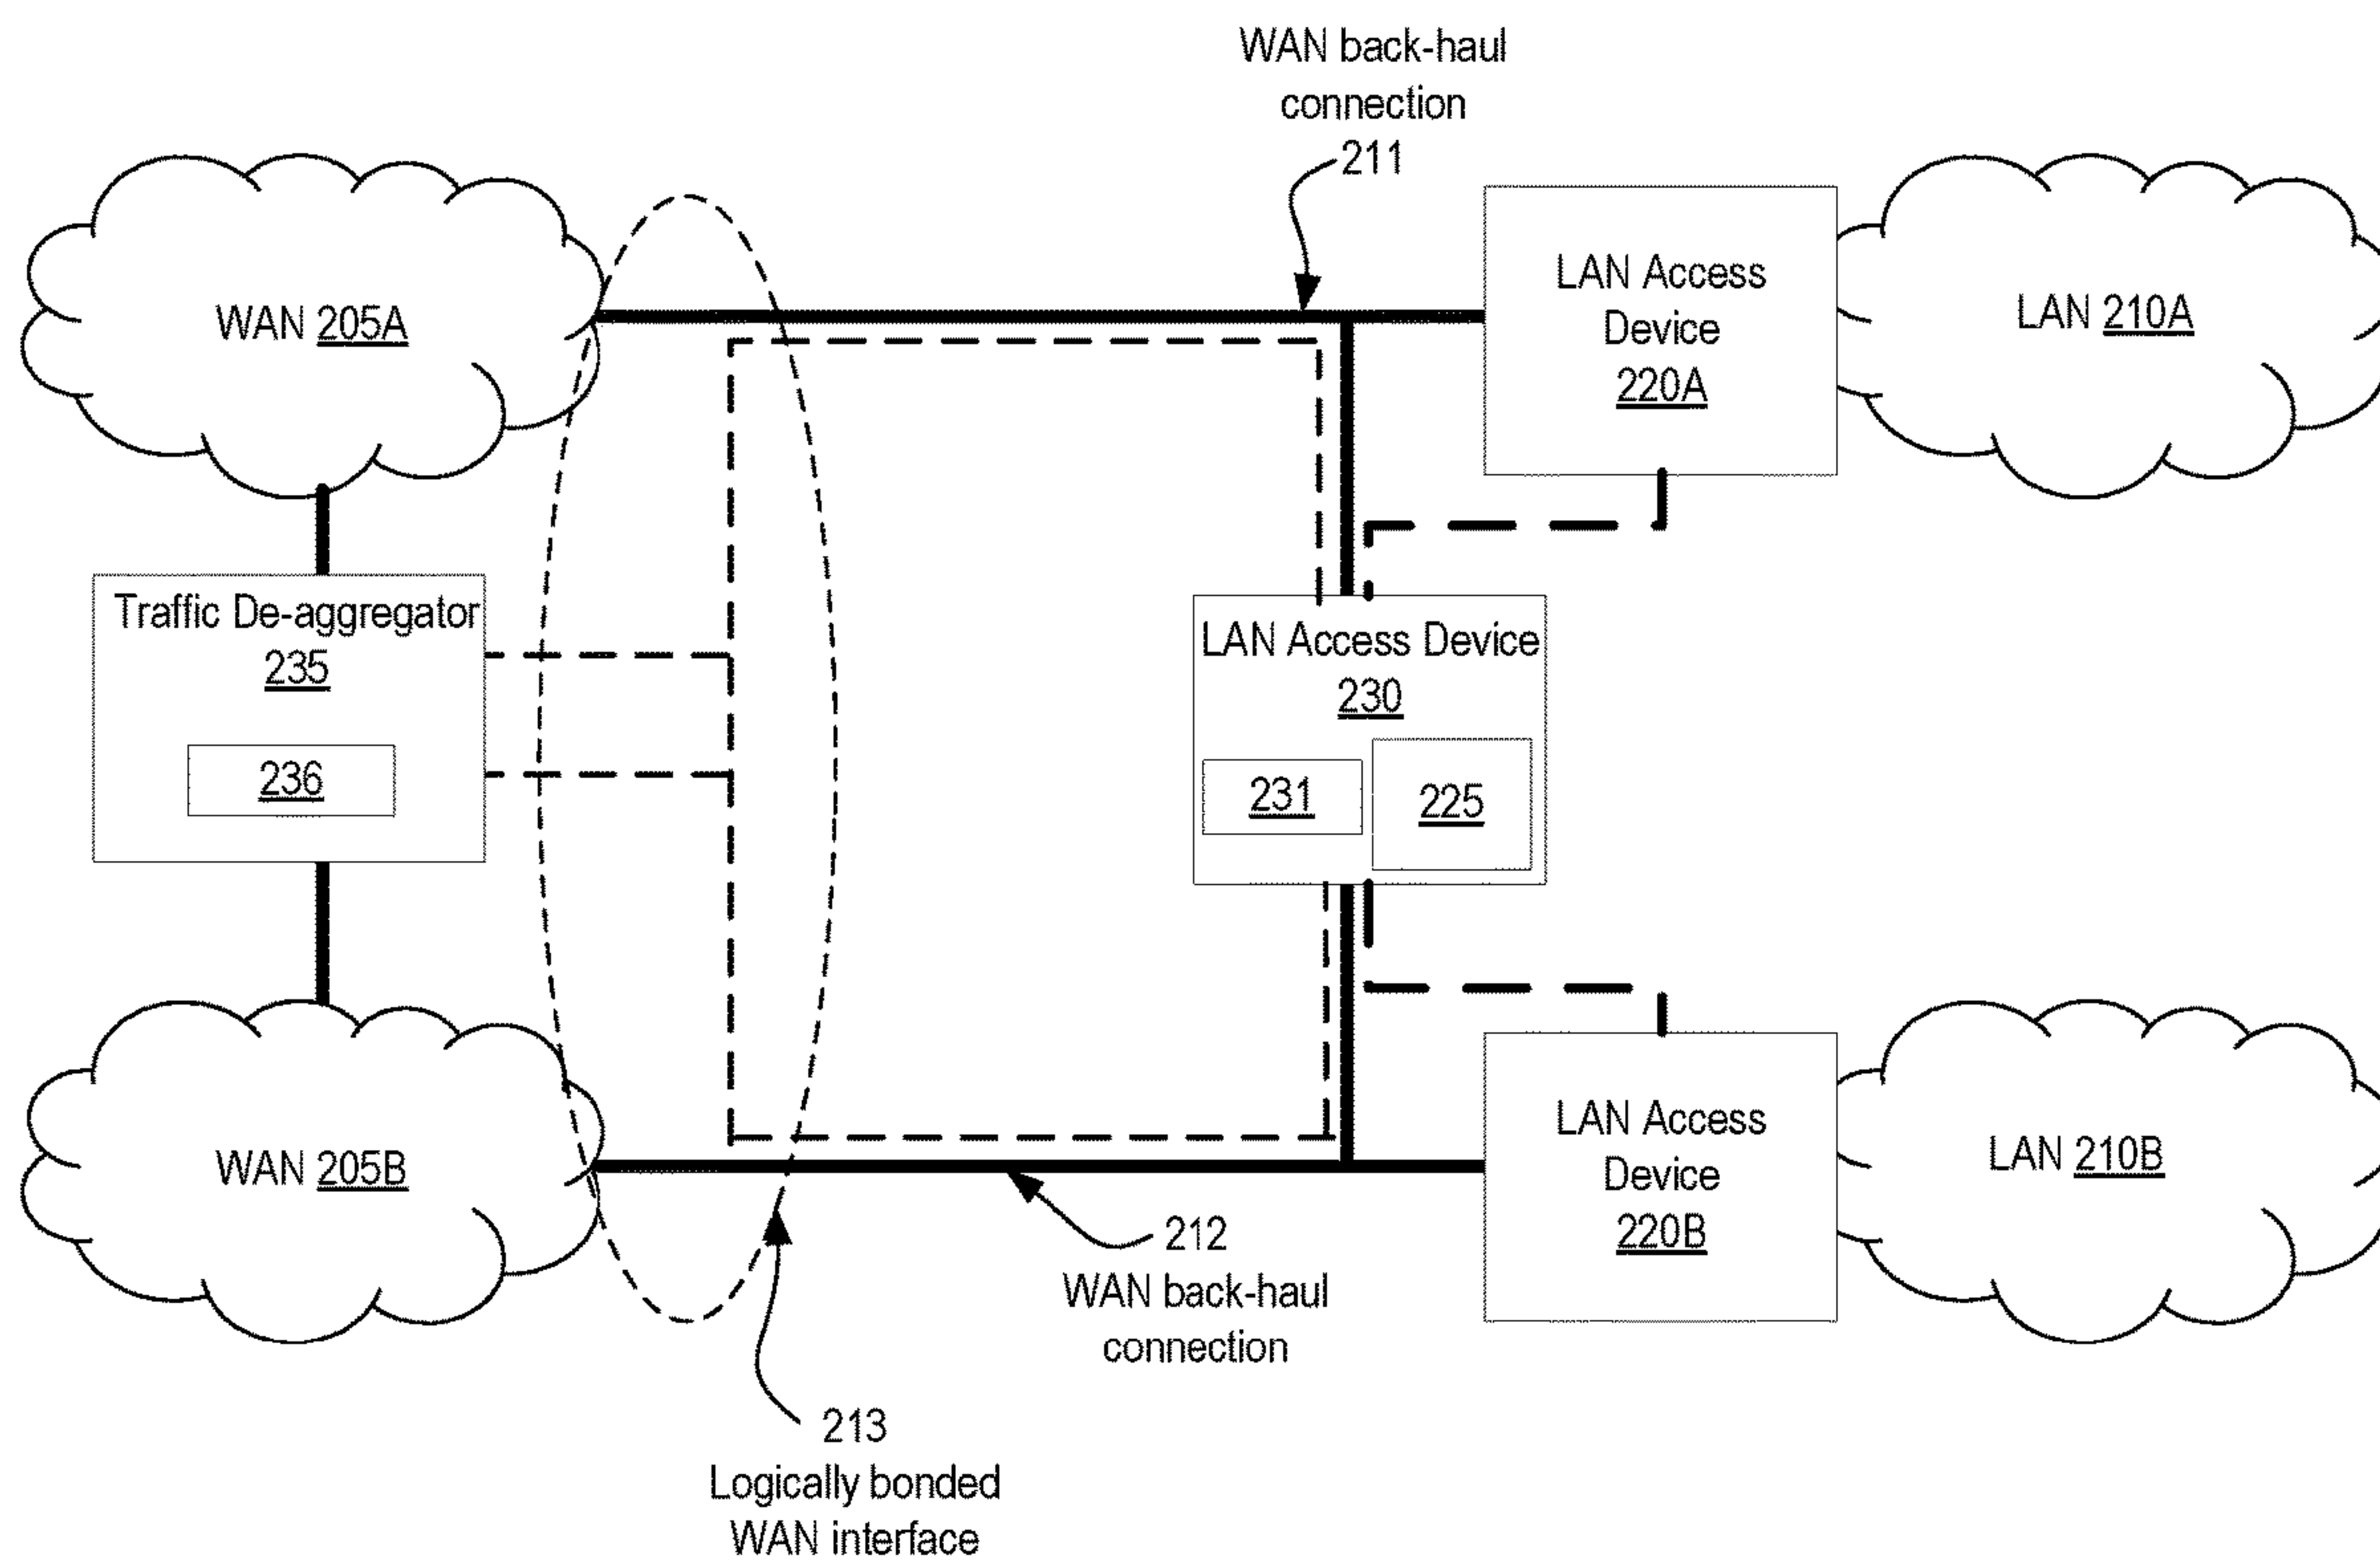 WAN back-haul
connection
211
WAN 205A
LAN Access
Device
220A
LAN 210A
Traffic De-aggregator
235
236
LAN Access Device
230
231
225
WAN 205B
LAN Access
Device
220B
LAN 210B
212
WAN back-haul
connection
213
Logically bonded
WAN interface